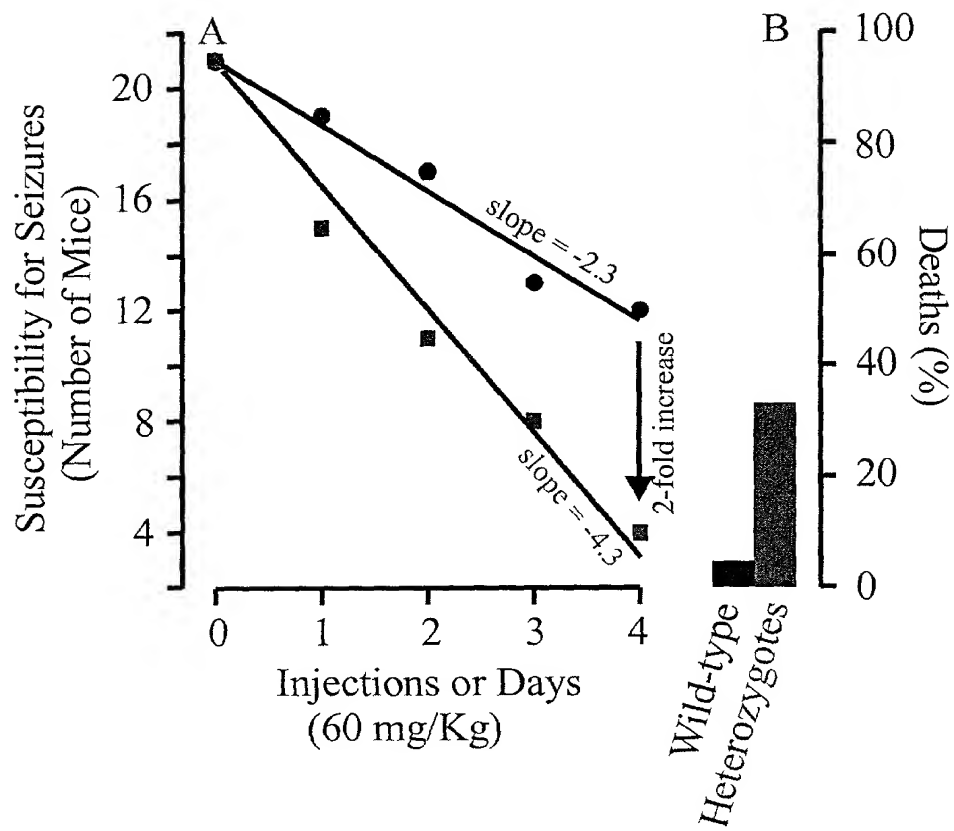 A
Susceptibility for Seizures
(Number of Mice)
20
16
12
8
4
slope = -2.3
slope = -4.3
2-fold increase
0 1 2 3 4
Injections or Days
(60 mg/Kg)
B
100
80
60
40
20
0
Deaths (%)
Wild-type
Heterozygotes